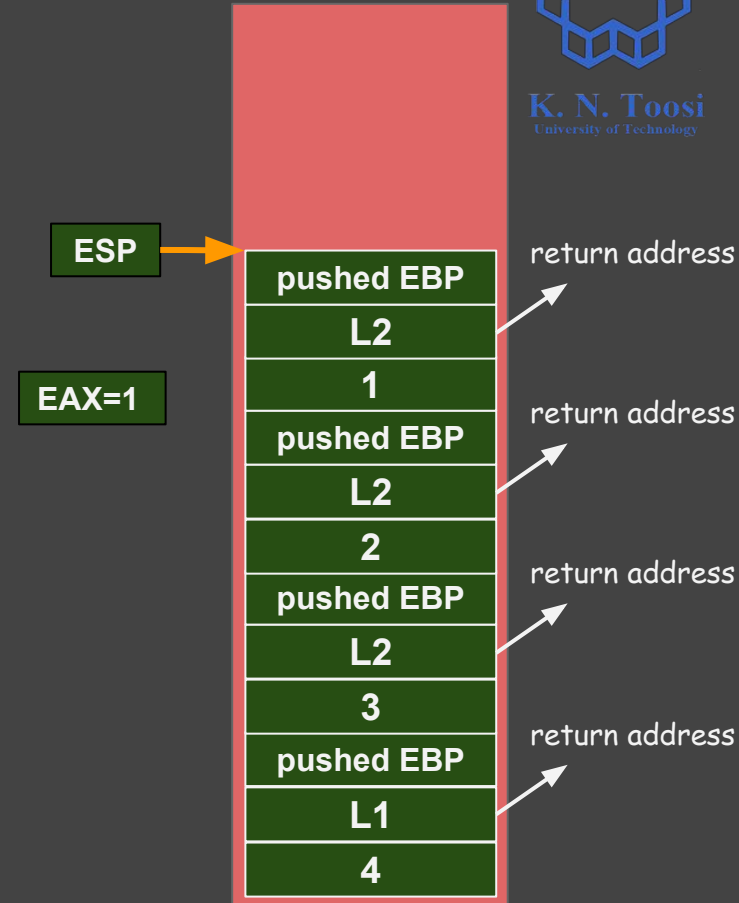 K. N. Toosi
University of Technology
ESP
pushed EBP
return address
L2
EAX=1
1
pushed EBP
return address
L2
2
pushed EBP
return address
L2
3
pushed EBP
return address
L1
4